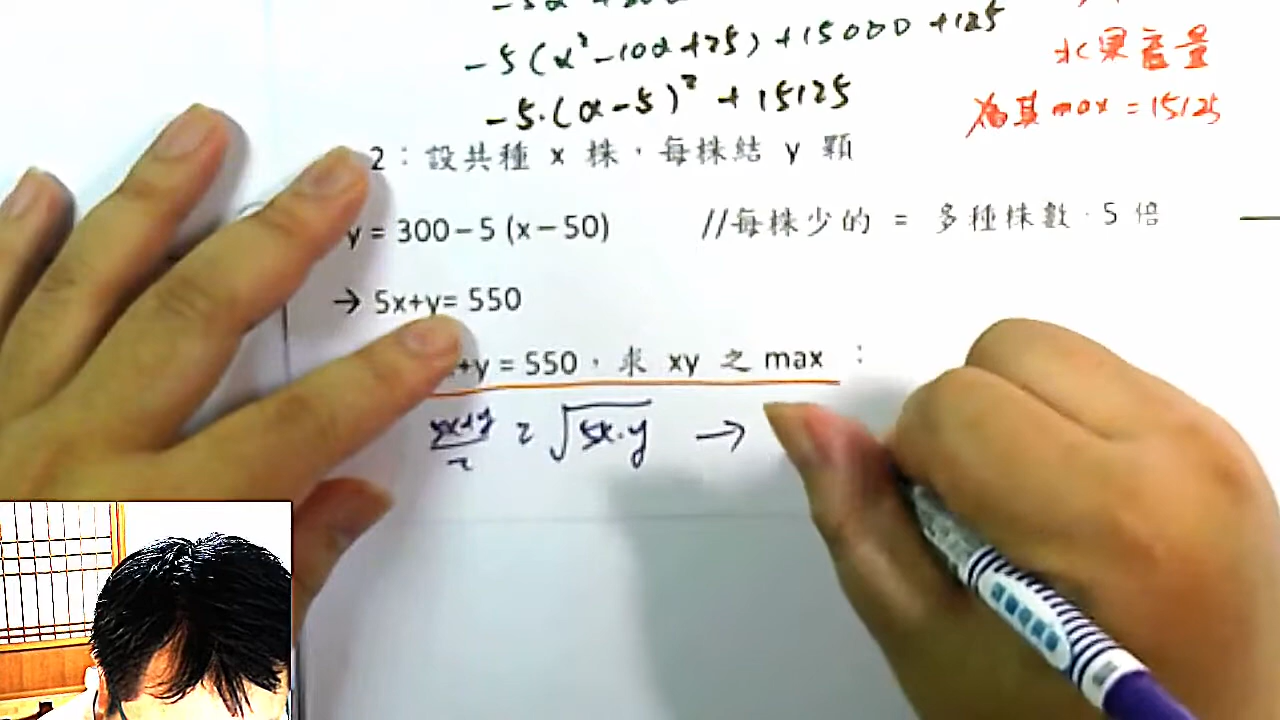 -5(x²-10x+25)+15000+125
-5·(x-5)²+15125
水果產量
為其max = 15125
2：設共種 x 株，每株結 y 顆
y = 300－5 (x－50) //每株少的 = 多種株數·5 倍
→ 5x+y= 550
+y = 550，求 xy 之 max：
5x+y/2 ≥ √5x·y →